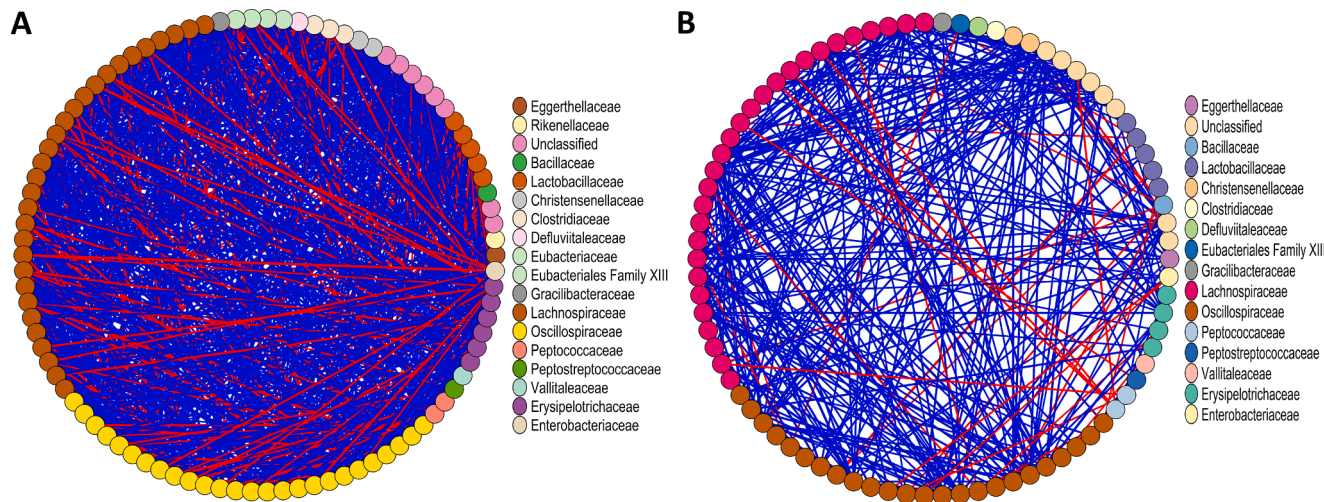 A
Eggerthellaceae
Rikenellaceae
Unclassified
Bacillaceae
Lactobacillaceae
Christensenellaceae
Clostridiaceae
Defluviitaleaceae
Eubacteriaceae
Eubacteriales Family XIII
Gracilibacteraceae
Lachnospiraceae
Oscillospiraceae
Peptococcaceae
Peptostreptococcaceae
Vallitaleaceae
Erysipelotrichaceae
Enterobacteriaceae
B
Eggerthellaceae
Unclassified
Bacillaceae
Lactobacillaceae
Christensenellaceae
Clostridiaceae
Defluviitaleaceae
Eubacteriales Family XII
Gracilibacteraceae
Lachnospiraceae
Oscillospiraceae
Peptococcaceae
Peptostreptococcaceae
Vallitaleaceae
Erysipelotrichaceae
Enterobacteriaceae